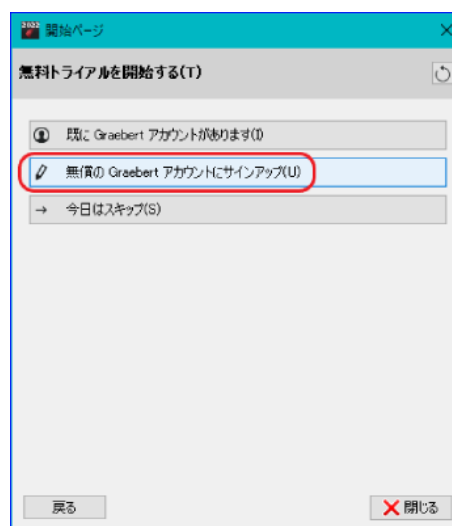 2022 開始ページ
無料トライアルを開始する(T)
既に Graebert アカウントがあります(I)
無償の Graebert アカウントにサインアップ(U)
今日はスキップ(S)
戻る
閉じる